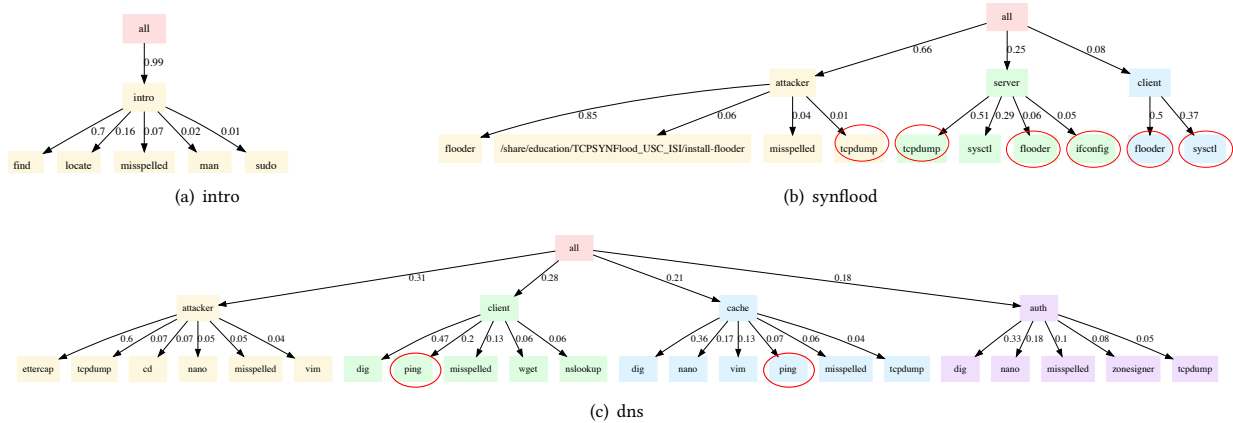 all
0.99
intro
0.7 0.16 0.07 0.02 0.01
find locate misspelled man sudo
(a) intro
all
0.66 0.25 0.08
attacker server client
0.85 0.06 0.04 0.01 0.51 0.29 0.06 0.05 0.5 0.37
flooder /share/education/TCPSYNFlood_USC_ISI/install-flooder misspelled tcpdump tcpdump sysctl flooder ifconfig flooder sysctl
(b) synflood
all
0.31 0.28 0.21 0.18
attacker client cache auth
0.6 0.07 0.07 0.05 0.05 0.04 0.47 0.2 0.13 0.06 0.06 0.36 0.17 0.13 0.07 0.06 0.04 0.33 0.18 0.1 0.08 0.05
ettercap tcpdump cd nano misspelled vim dig ping misspelled wget nslookup dig nano vim ping misspelled tcpdump dig nano misspelled zonesigner tcpdump
(c) dns